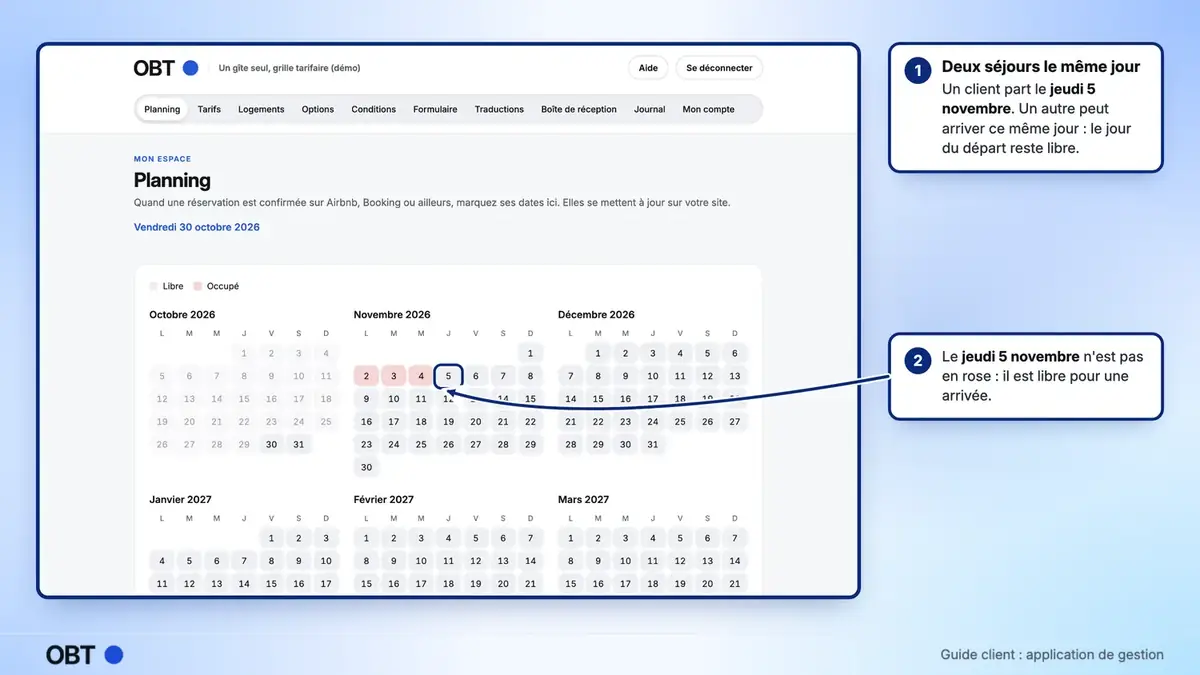 OBT
Un gîte seul, grille tarifaire (démo)
Aide
Se déconnecter
Planning Tarifs Logements Options Conditions Formulaire Traductions Boîte de réception Journal Mon compte
MON ESPACE
Planning
Quand une réservation est confirmée sur Airbnb, Booking ou ailleurs, marquez ses dates ici. Elles se mettent à jour sur votre site.
Vendredi 30 octobre 2026
Libre Occupé
Octobre 2026
L M M J V S D
1 2 3 4
5 6 7 8 9 10 11
12 13 14 15 16 17 18
19 20 21 22 23 24 25
26 27 28 29 30 31
Novembre 2026
L M M J V S D
1
2 3 4 5 6 7 8
9 10 11 12 14 15
16 17 18 19 20 21 22
23 24 25 26 27 28 29
30
Décembre 2026
L M M J V S D
1 2 3 4 5 6
7 8 9 10 11 12 13
14 15 16 17 18 19
21 22 23 24 25 26 27
28 29 30 31
Janvier 2027
L M M J V S D
1 2 3
4 5 6 7 8 9 10
11 12 13 14 15 16 17
Février 2027
L M M J V S D
1 2 3 4 5 6 7
8 9 10 11 12 13 14
15 16 17 18 19 20 21
Mars 2027
L M M J V S D
1 2 3 4 5 6 7
8 9 10 11 12 13 14
15 16 17 18 19 20 21
1
Deux séjours le même jour
Un client part le jeudi 5
novembre. Un autre peut
arriver ce même jour : le jour
du départ reste libre.
2
Le jeudi 5 novembre n'est pas
en rose : il est libre pour une
arrivée.
OBT
Guide client : application de gestion